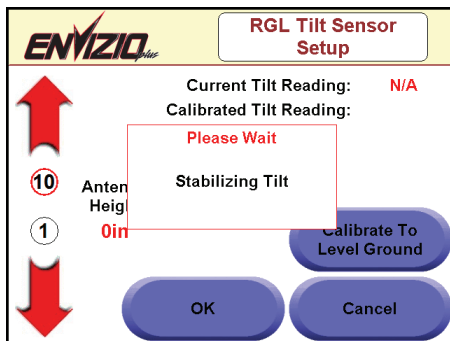 ENVIZIO plus
RGL Tilt Sensor
Setup
Current Tilt Reading: N/A
Calibrated Tilt Reading:
Please Wait
Stabilizing Tilt
10
Anten
Heigh
1
0in
Calibrate To
Level Ground
OK
Cancel